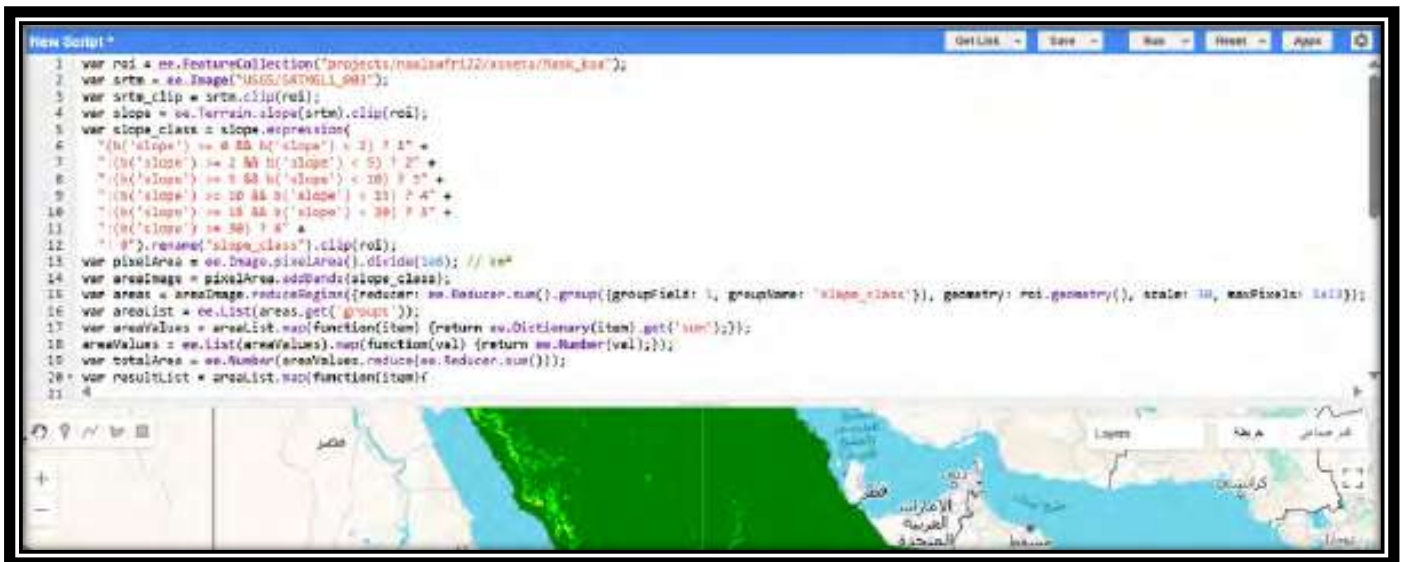 New Script *
Get Link Save Run Reset Apps
1 var roi = ee.FeatureCollection("projects/naalsafri22/assets/Mask_ksa");
2 var srtm = ee.Image("USGS/SRTMGL1_003");
3 var srtm_clip = srtm.clip(roi);
4 var slope = ee.Terrain.slope(srtm).clip(roi);
5 var slope_class = slope.expression(
6 "(b('slope') >= 0 && b('slope') < 2) ? 1" +
7 ":(b('slope') >= 2 && b('slope') < 5) ? 2" +
8 ":(b('slope') >= 5 && b('slope') < 10) ? 3" +
9 ":(b('slope') >= 10 && b('slope') < 15) ? 4" +
10 ":(b('slope') >= 15 && b('slope') < 30) ? 5" +
11 ":(b('slope') >= 30) ? 6" +
12 ": 0").rename("slope_class").clip(roi);
13 var pixelArea = ee.Image.pixelArea().divide(1e6); // km²
14 var areaImage = pixelArea.addBands(slope_class);
15 var areas = areaImage.reduceRegion({reducer: ee.Reducer.sum().group({groupField: 1, groupName: 'slope_class'}), geometry: roi.geometry(), scale: 30, maxPixels: 1e13});
16 var areaList = ee.List(areas.get('groups'));
17 var areaValues = areaList.map(function(item) {return ee.Dictionary(item).get('sum');});
18 areaValues = ee.List(areaValues).map(function(val) {return ee.Number(val);});
19 var totalArea = ee.Number(areaValues.reduce(ee.Reducer.sum()));
20 var resultList = areaList.map(function(item){
21
Layers خريطة قمر صناعي
مصر
قطر
دبي
الإمارات
العربية
المتحدة
مسقط
كراتشي